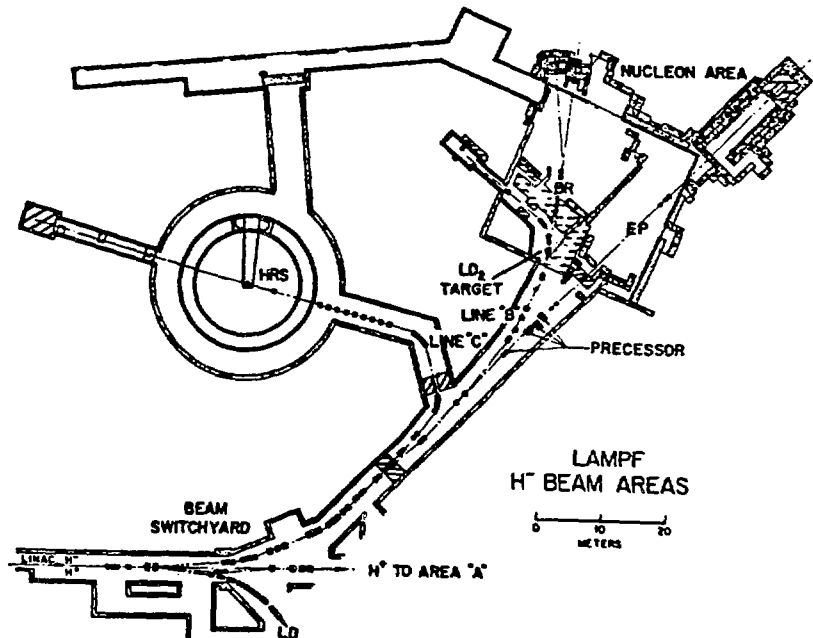 NUCLEON AREA
BR
EP
HRS
LD₂
TARGET
LINE "B"
LINE "C"
PRECESSOR
LAMPF
H⁻ BEAM AREAS
0 10 20
METERS
BEAM
SWITCHYARD
LINAC H⁻
H⁺
H⁺ TO AREA "A"
LD